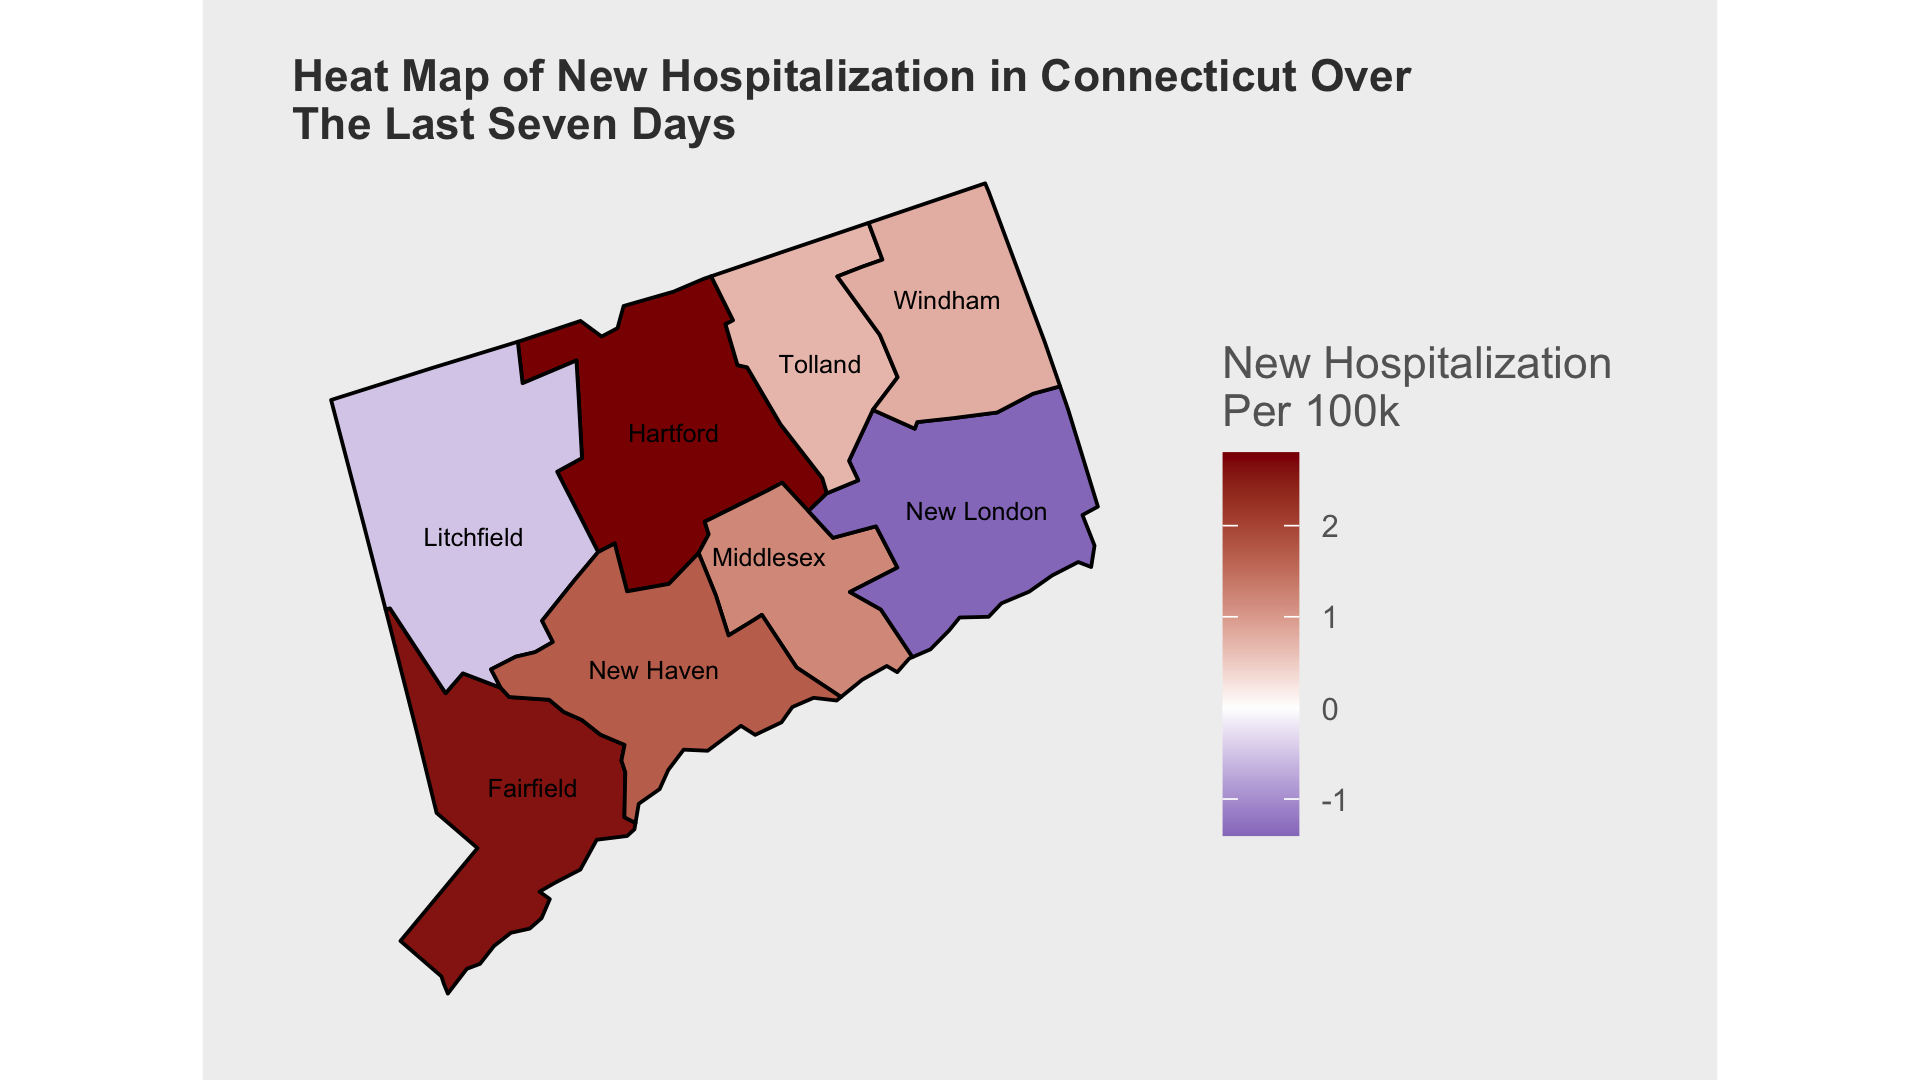 Heat Map of New Hospitalization in Connecticut Over
The Last Seven Days
Windham
Tolland
Hartford
New London
Litchfield
Middlesex
New Haven
Fairfield
New Hospitalization
Per 100k
2
1
0
-1